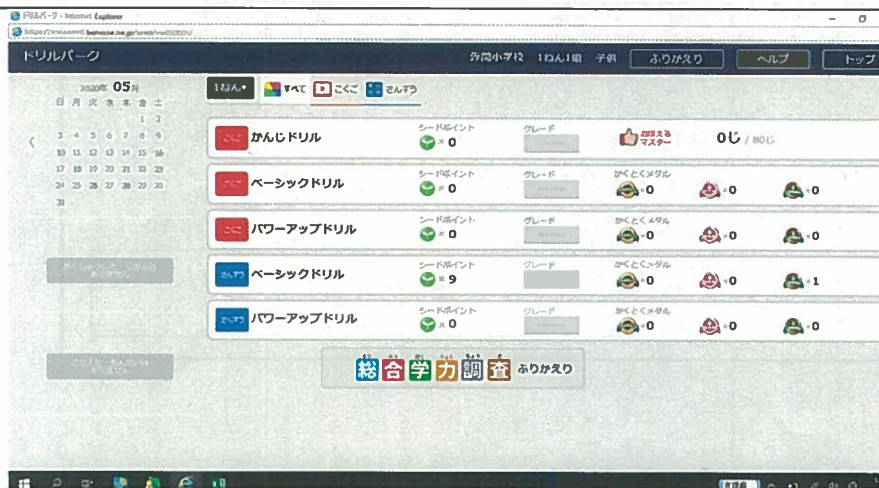 ドリルパーク - Internet Explorer
ドリルパーク
1ねん1組 子供 ふりかえり ヘルプ トップ
2020年 05月
日 月 火 水 木 金 土
1 2
3 4 5 6 7 8 9
10 11 12 13 14 15 16
17 18 19 20 21 22 23
24 25 26 27 28 29 30
31
1ねん すべて こくご さんすう
こくご かんじドリル シードポイント × 0 グレード おぼえるマスター 0じ / 80じ
こくご ベーシックドリル シードポイント × 0 グレード かくとくメダル ×0 ×0 ×0
こくご パワーアップドリル シードポイント × 0 グレード かくとくメダル ×0 ×0 ×0
さんすう ベーシックドリル シードポイント × 9 グレード かくとくメダル ×0 ×0 ×1
さんすう パワーアップドリル シードポイント × 0 グレード かくとくメダル ×0 ×0 ×0
総合学力調査 ふりかえり